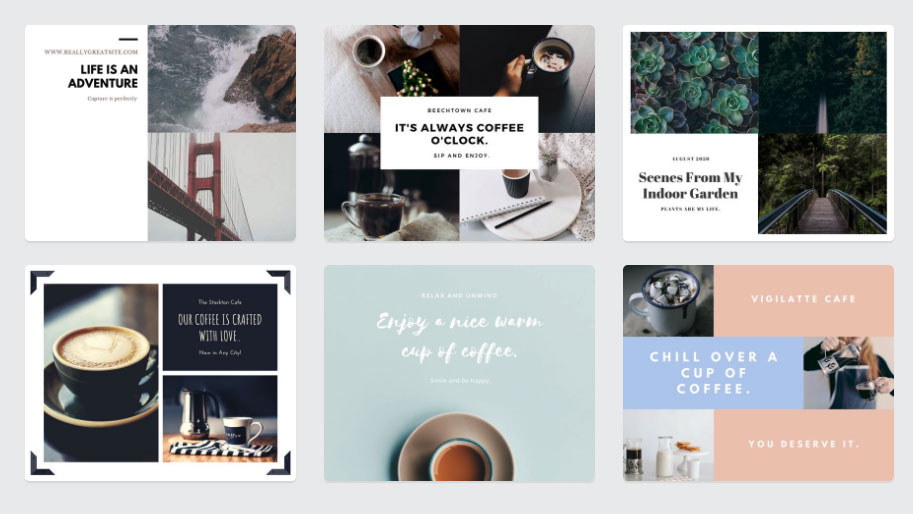 WWW.REALLYGREATSITE.COM
LIFE IS AN
ADVENTURE
Capture it perfectly
BEECHTOWN CAFE
IT'S ALWAYS COFFEE
O'CLOCK.
SIP AND ENJOY.
AUGUST 2020
Scenes From My
Indoor Garden
PLANTS ARE MY LIFE.
The Stockton Cafe
OUR COFFEE IS CRAFTED
WITH LOVE.
Now in Any City!
coffee
RELAX AND UNWIND
Enjoy a nice warm
cup of coffee.
Smile and be happy.
VIGILATTE CAFE
CHILL OVER A
CUP OF
COFFEE.
YOU DESERVE IT.